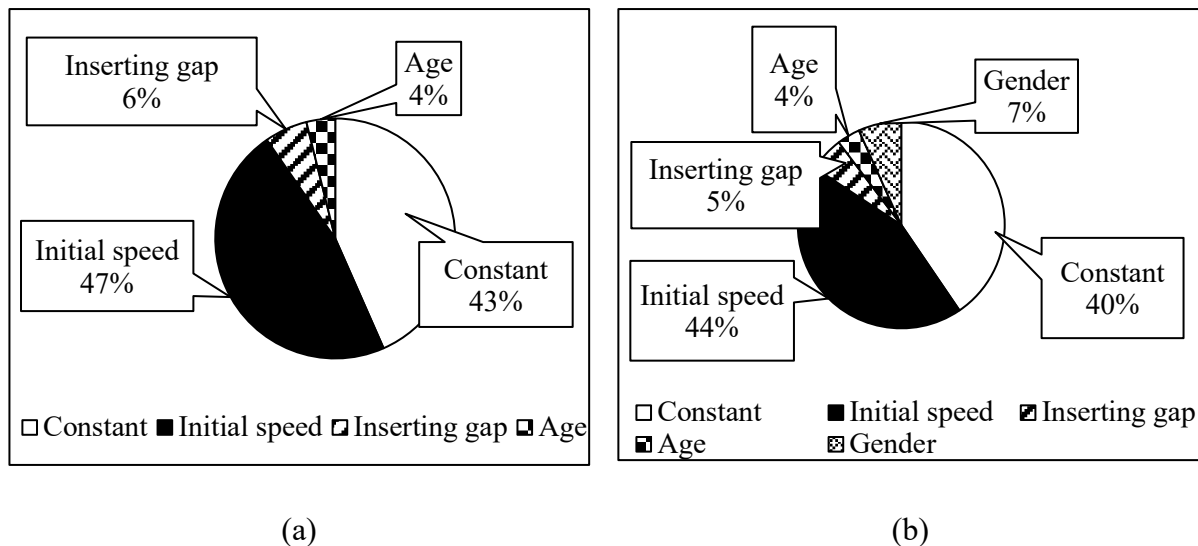 Inserting gap
6%
Age
4%
Initial speed
47%
Constant
43%
Constant Initial speed Inserting gap Age
(a)
Age
4%
Gender
7%
Inserting gap
5%
Initial speed
44%
Constant
40%
Constant Initial speed Inserting gap
Age Gender
(b)